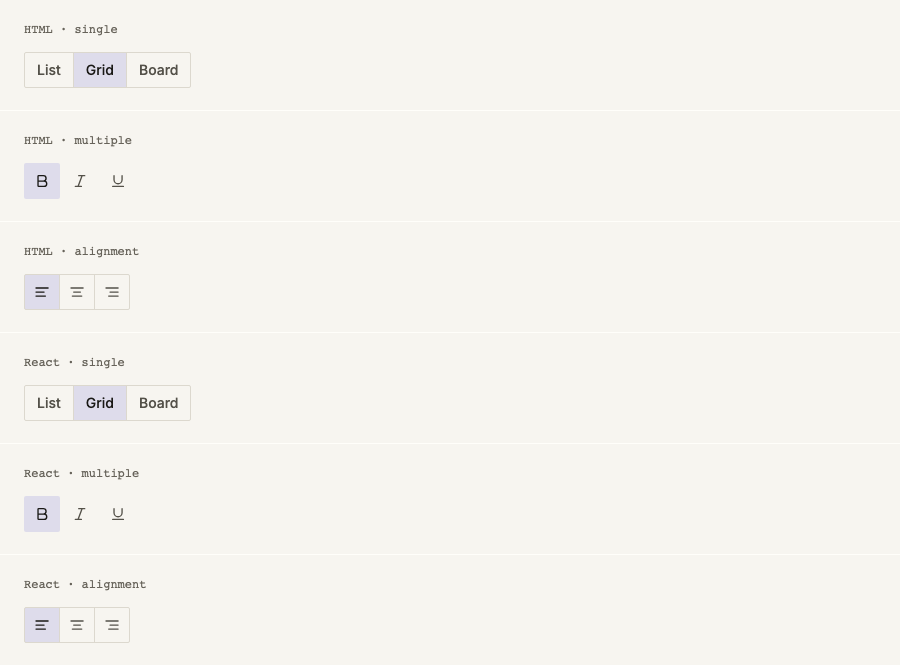 HTML · single
List Grid Board
HTML · multiple
B I U
HTML · alignment
React · single
List Grid Board
React · multiple
B I U
React · alignment